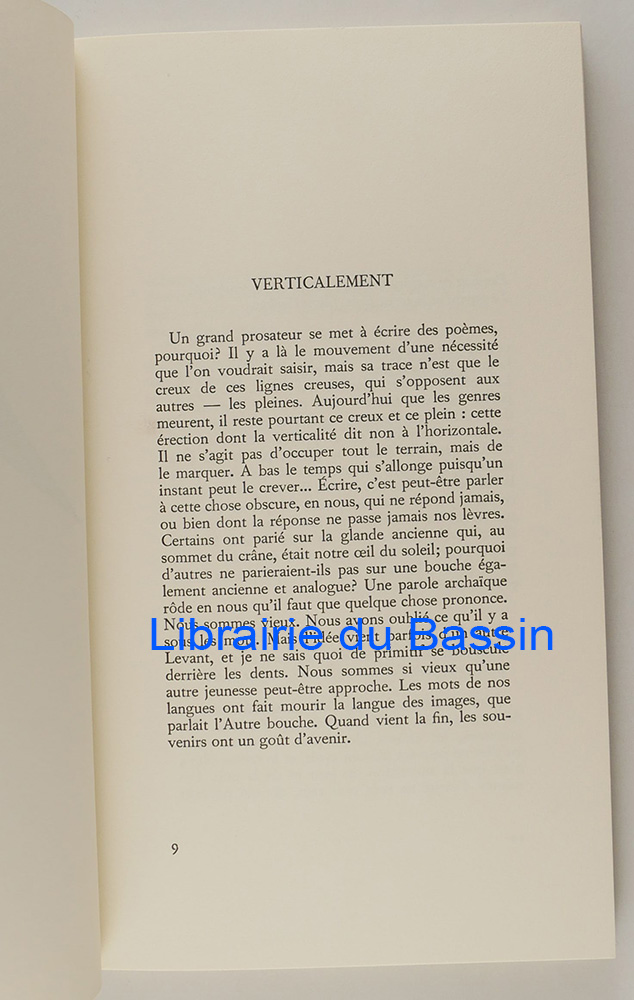 VERTICALEMENT
Un grand prosateur se met à écrire des poèmes,
pourquoi? Il y a là le mouvement d'une nécessité
que l'on voudrait saisir, mais sa trace n'est que le
creux de ces lignes creuses, qui s'opposent aux
autres — les pleines. Aujourd'hui que les genres
meurent, il reste pourtant ce creux et ce plein : cette
érection dont la verticalité dit non à l'horizontale.
Il ne s'agit pas d'occuper tout le terrain, mais de
le marquer. A bas le temps qui s'allonge puisqu'un
instant peut le crever... Écrire, c'est peut-être parler
à cette chose obscure, en nous, qui ne répond jamais,
ou bien dont la réponse ne passe jamais nos lèvres.
Certains ont parié sur la glande ancienne qui, au
sommet du crâne, était notre œil du soleil; pourquoi
d'autres ne parieraient-ils pas sur une bouche éga-
lement ancienne et analogue? Une parole archaïque
rôde en nous qu'il faut que quelque chose prononce.
Nous sommes vieux. Nous avons oublié ce qu'il y a
Librairie du Bassin
sous les mots. Mais l'idée vient parfois d'un autre
Levant, et je ne sais quoi de primitif se bouscule
derrière les dents. Nous sommes si vieux qu'une
autre jeunesse peut-être approche. Les mots de nos
langues ont fait mourir la langue des images, que
parlait l'Autre bouche. Quand vient la fin, les sou-
venirs ont un goût d'avenir.
9